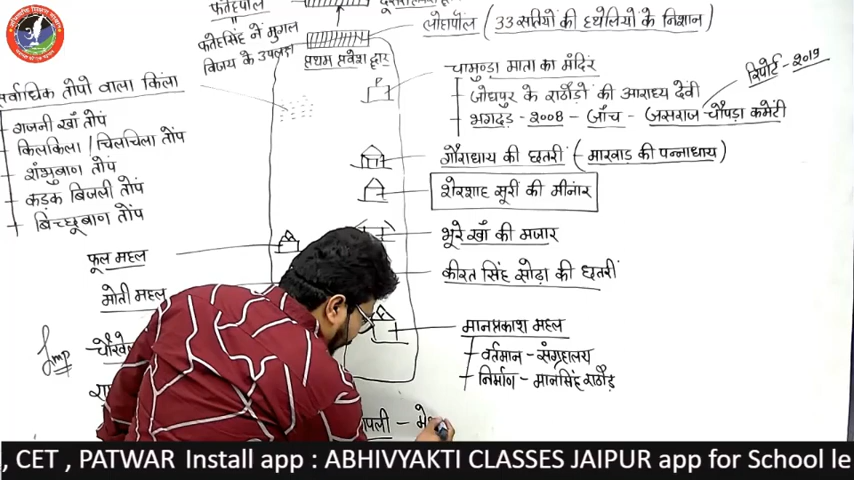 फतेहपोल
फतेहसिंह ने मुगल
विजय के उपलक्ष
सर्वाधिक तोपो वाला किला
गजनी खाँ तोप
किलकिला / चिलचिला तोप
शंभुबाण तोप
कड़क बिजली तोप
बिच्छूबाण तोप
फूल महल
मोती महल
Imp
लोहापोल (33 सतियों की हथेलियों के निशान)
प्रथम प्रवेश द्वार
चामुण्डा माता का मंदिर
जोधपुर के राठौड़ों की आराध्य देवी
भगदड़ - 2008 - जाँच - जसराज चौपड़ा कमेटी
रिपोर्ट - 2019
गौराधाय की छतरी (- मारवाड की पन्नाधाय)
शेरशाह सूरी की मीनार
भूरे खाँ की मजार
कीरत सिंह सोढ़ा की छतरी
मानप्रकाश महल
वर्तमान - संग्रहालय
निर्माण - मानसिंह राठौड़
, CET , PATWAR Install app : ABHIVYAKTI CLASSES JAIPUR app for School le